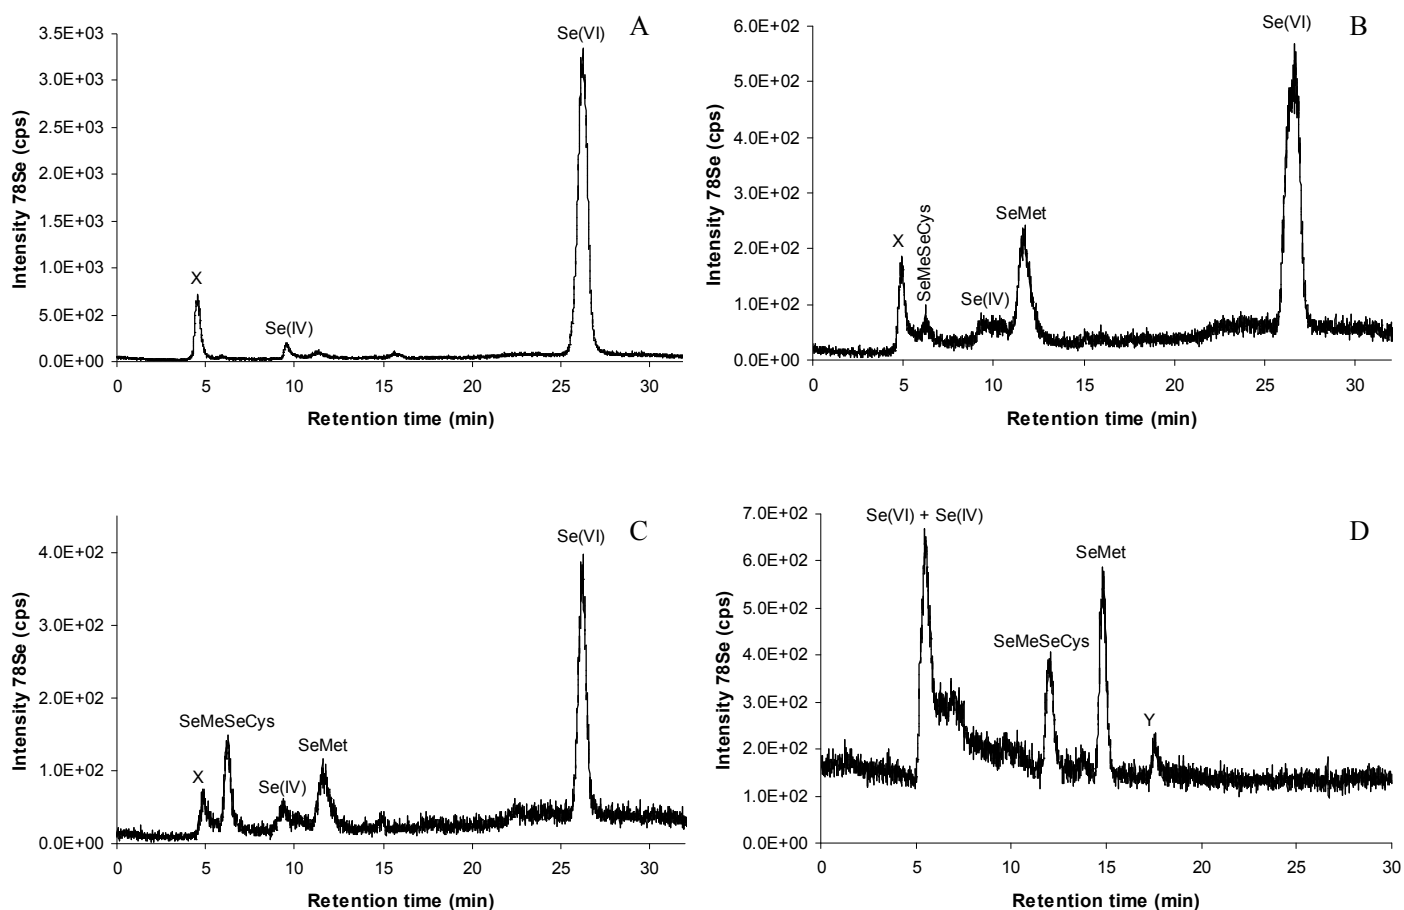 A
Se(VI)
X
Se(IV)
3.5E+03
3.0E+03
2.5E+03
2.0E+03
1.5E+03
1.0E+03
5.0E+02
0.0E+00
Intensity 78Se (cps)
0 5 10 15 20 25 30
Retention time (min)
B
Se(VI)
SeMet
X
SeMeSeCys
Se(IV)
6.0E+02
5.0E+02
4.0E+02
3.0E+02
2.0E+02
1.0E+02
0.0E+00
Intensity 78Se (cps)
0 5 10 15 20 25 30
Retention time (min)
C
Se(VI)
SeMeSeCys
SeMet
X
Se(IV)
4.0E+02
3.0E+02
2.0E+02
1.0E+02
0.0E+00
Intensity 78Se (cps)
0 5 10 15 20 25 30
Retention time (min)
D
Se(VI) + Se(IV)
SeMet
SeMeSeCys
Y
7.0E+02
6.0E+02
5.0E+02
4.0E+02
3.0E+02
2.0E+02
1.0E+02
0.0E+00
Intensity 78Se (cps)
0 5 10 15 20 25 30
Retention time (min)